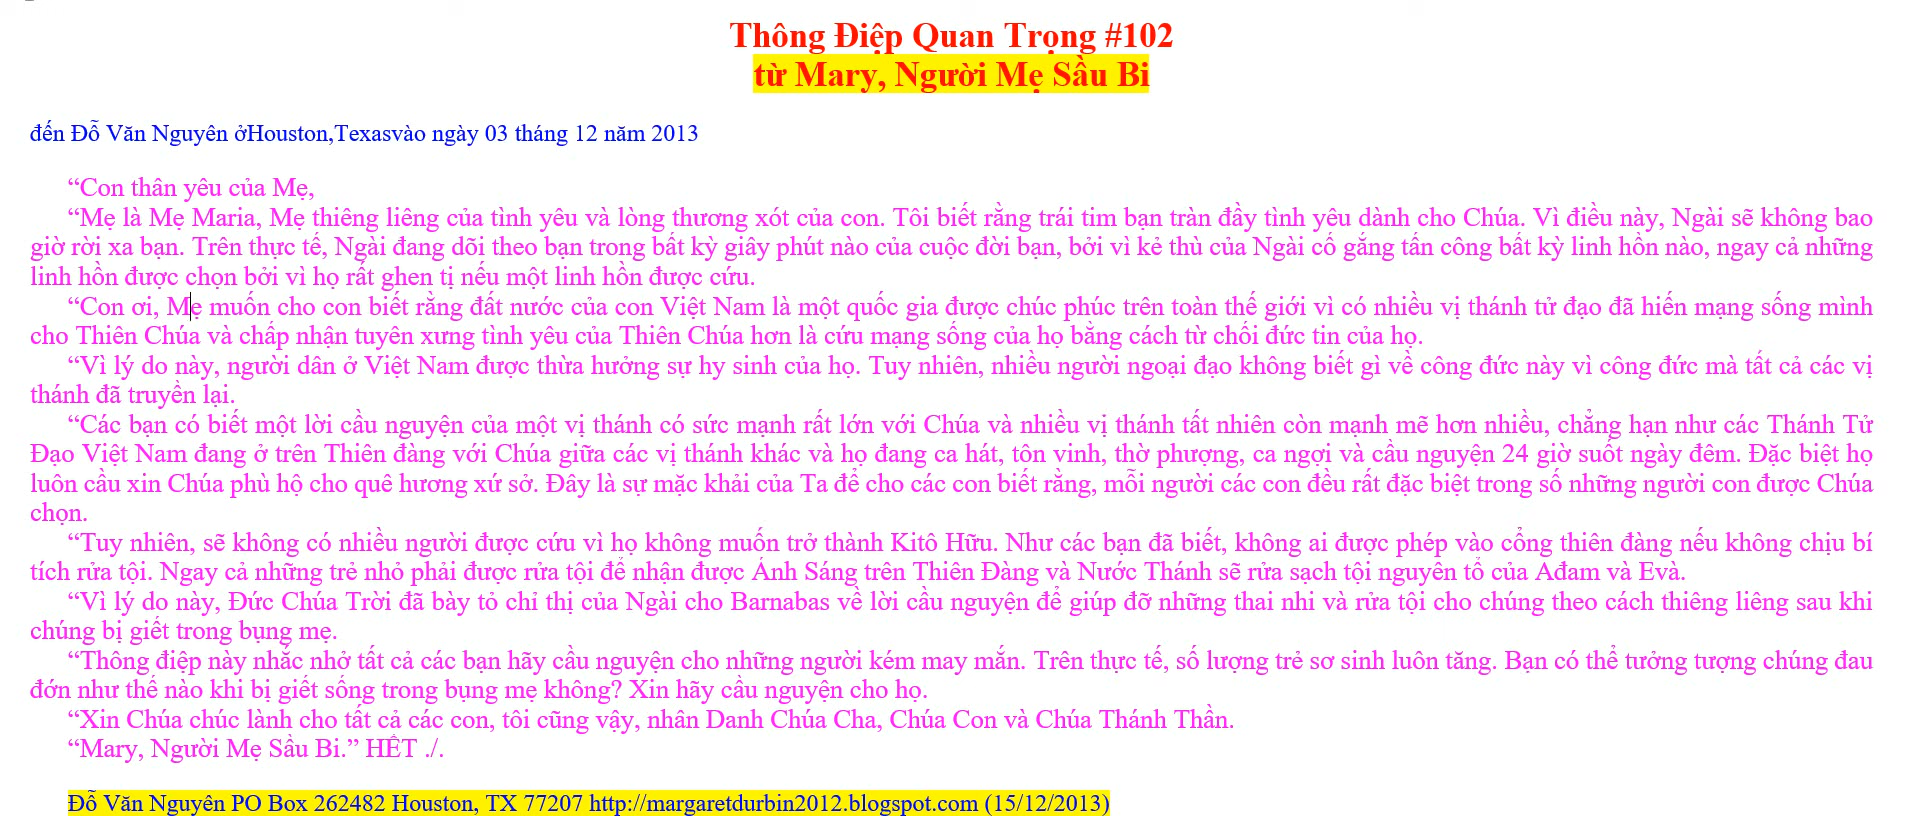 Thông Điệp Quan Trọng #102
từ Mary, Người Mẹ Sầu Bi
đến Đỗ Văn Nguyên ởHouston,Texasvào ngày 03 tháng 12 năm 2013
“Con thân yêu của Mẹ,
“Mẹ là Mẹ Maria, Mẹ thiêng liêng của tình yêu và lòng thương xót của con. Tôi biết rằng trái tim bạn tràn đầy tình yêu dành cho Chúa. Vì điều này, Ngài sẽ không bao
giờ rời xa bạn. Trên thực tế, Ngài đang dõi theo bạn trong bất kỳ giây phút nào của cuộc đời bạn, bởi vì kẻ thù của Ngài cố gắng tấn công bất kỳ linh hồn nào, ngay cả những
linh hồn được chọn bởi vì họ rất ghen tị nếu một linh hồn được cứu.
“Con ơi, Mẹ muốn cho con biết rằng đất nước của con Việt Nam là một quốc gia được chúc phúc trên toàn thế giới vì có nhiều vị thánh tử đạo đã hiến mạng sống mình
cho Thiên Chúa và chấp nhận tuyên xưng tình yêu của Thiên Chúa hơn là cứu mạng sống của họ bằng cách từ chối đức tin của họ.
“Vì lý do này, người dân ở Việt Nam được thừa hưởng sự hy sinh của họ. Tuy nhiên, nhiều người ngoại đạo không biết gì về công đức này vì công đức mà tất cả các vị
thánh đã truyền lại.
“Các bạn có biết một lời cầu nguyện của một vị thánh có sức mạnh rất lớn với Chúa và nhiều vị thánh tất nhiên còn mạnh mẽ hơn nhiều, chẳng hạn như các Thánh Tử
Đạo Việt Nam đang ở trên Thiên đàng với Chúa giữa các vị thánh khác và họ đang ca hát, tôn vinh, thờ phượng, ca ngợi và cầu nguyện 24 giờ suốt ngày đêm. Đặc biệt họ
luôn cầu xin Chúa phù hộ cho quê hương xứ sở. Đây là sự mặc khải của Ta để cho các con biết rằng, mỗi người các con đều rất đặc biệt trong số những người con được Chúa
chọn.
“Tuy nhiên, sẽ không có nhiều người được cứu vì họ không muốn trở thành Kitô Hữu. Như các bạn đã biết, không ai được phép vào cổng thiên đàng nếu không chịu bí
tích rửa tội. Ngay cả những trẻ nhỏ phải được rửa tội để nhận được Ánh Sáng trên Thiên Đàng và Nước Thánh sẽ rửa sạch tội nguyên tổ của Ađam và Evà.
“Vì lý do này, Đức Chúa Trời đã bày tỏ chỉ thị của Ngài cho Barnabas về lời cầu nguyện để giúp đỡ những thai nhi và rửa tội cho chúng theo cách thiêng liêng sau khi
chúng bị giết trong bụng mẹ.
“Thông điệp này nhắc nhở tất cả các bạn hãy cầu nguyện cho những người kém may mắn. Trên thực tế, số lượng trẻ sơ sinh luôn tăng. Bạn có thể tưởng tượng chúng đau
đớn như thế nào khi bị giết sống trong bụng mẹ không? Xin hãy cầu nguyện cho họ.
“Xin Chúa chúc lành cho tất cả các con, tôi cũng vậy, nhân Danh Chúa Cha, Chúa Con và Chúa Thánh Thần.
“Mary, Người Mẹ Sầu Bi.” HẾT ./.
Đỗ Văn Nguyên PO Box 262482 Houston, TX 77207 http://margaretdurbin2012.blogspot.com (15/12/2013)